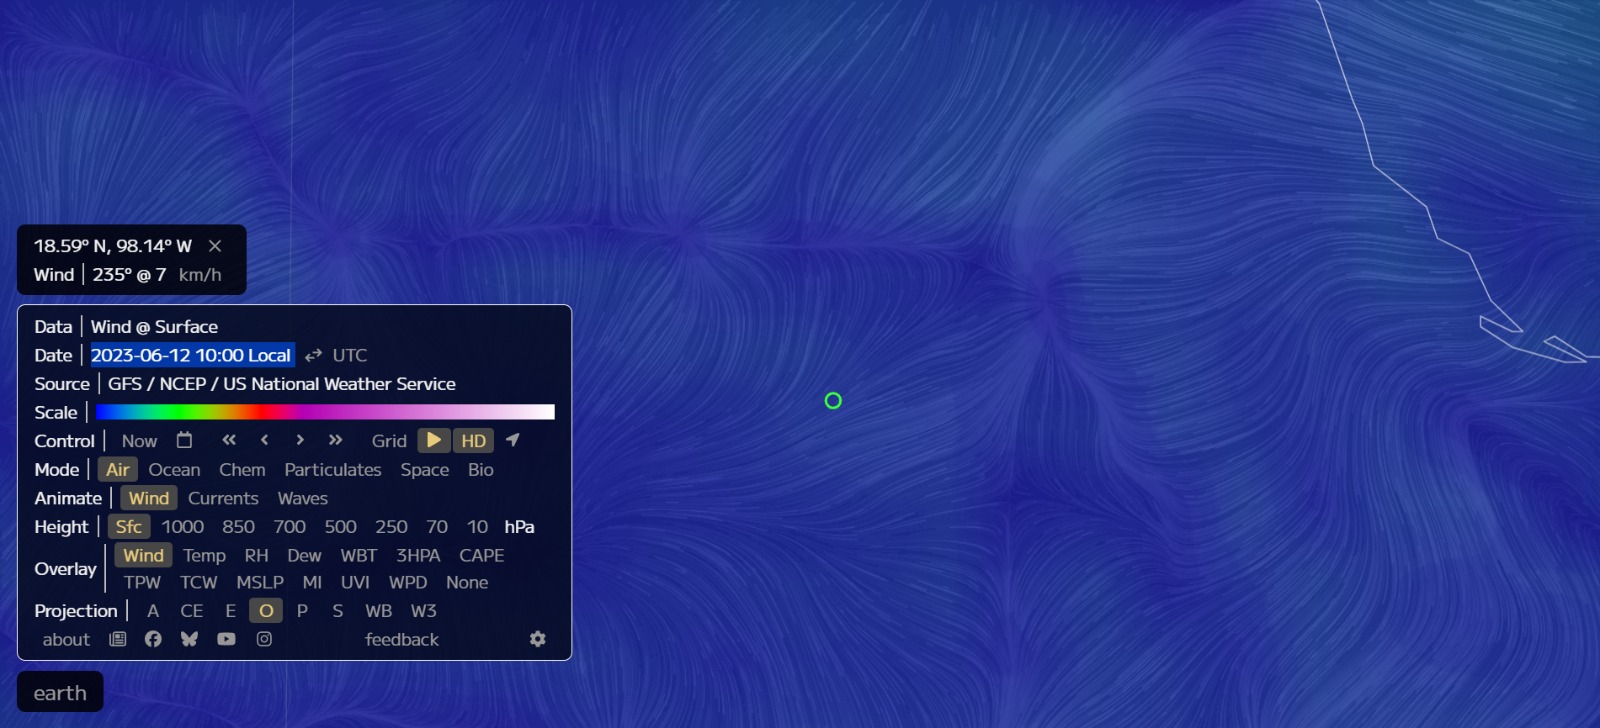 18.59° N, 98.14° W ×
Wind | 235° @ 7 km/h
Data | Wind @ Surface
Date | 2023-06-12 10:00 Local ⇄ UTC
Source | GFS / NCEP / US National Weather Service
Scale |
Control | Now Grid HD
Mode | Air Ocean Chem Particulates Space Bio
Animate | Wind Currents Waves
Height | Sfc 1000 850 700 500 250 70 10 hPa
Overlay | Wind Temp RH Dew WBT 3HPA CAPE
TPW TCW MSLP MI UVI WPD None
Projection | A CE E O P S WB W3
about feedback
earth